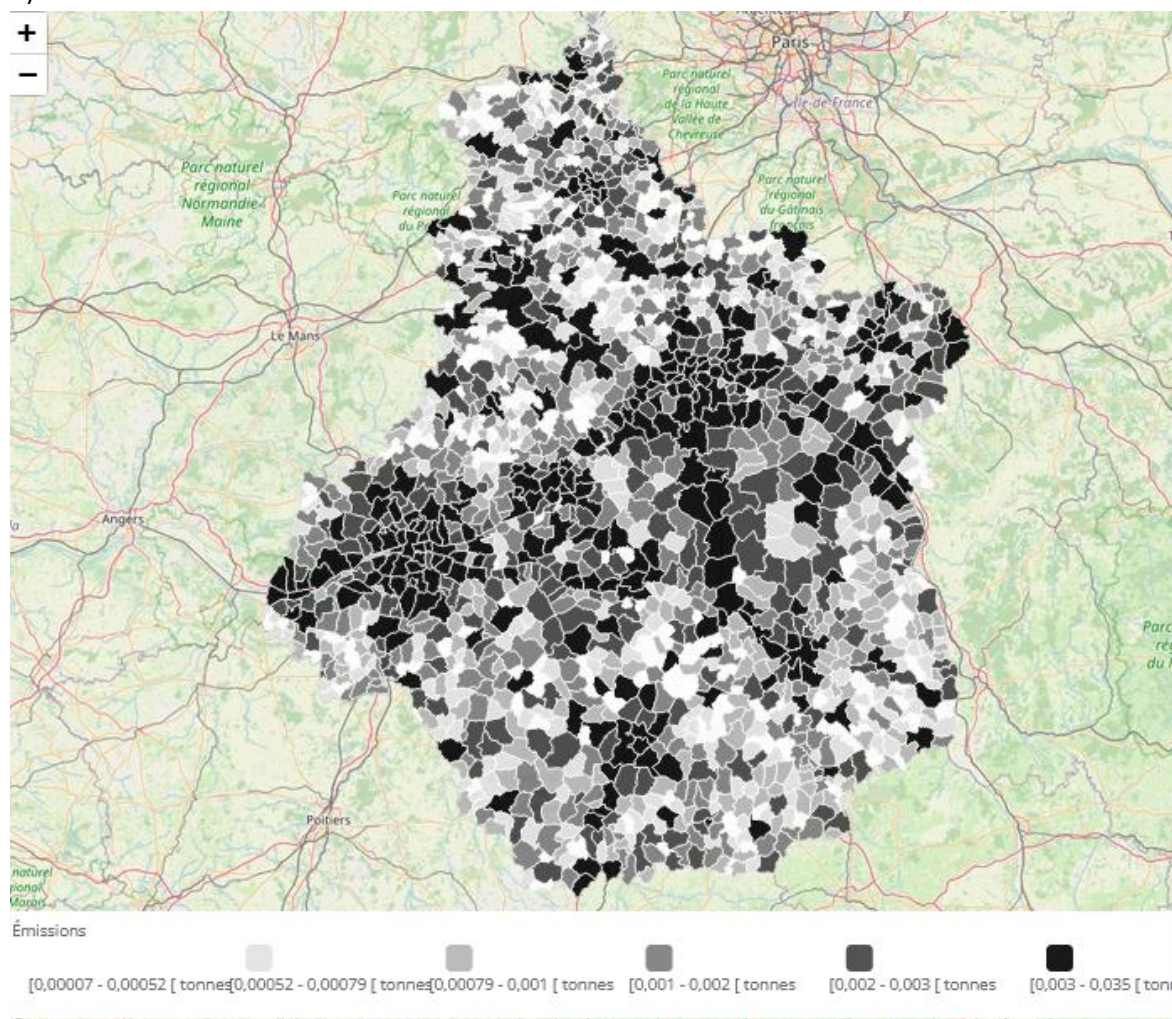 +
−
Paris
Île-de-France
Parc naturel
régional
de la Haute
Vallée de
Chevreuse
Parc naturel
régional
Normandie-
Maine
Parc naturel
régional
Parc naturel
régional
du Gâtinais
français
Le Mans
Angers
Poitiers
Parc
naturel
Marais
Émissions
[0,00007 - 0,00052 [ tonnes
[0,00052 - 0,00079 [ tonnes
[0,00079 - 0,001 [ tonnes
[0,001 - 0,002 [ tonnes
[0,002 - 0,003 [ tonnes
[0,003 - 0,035 [